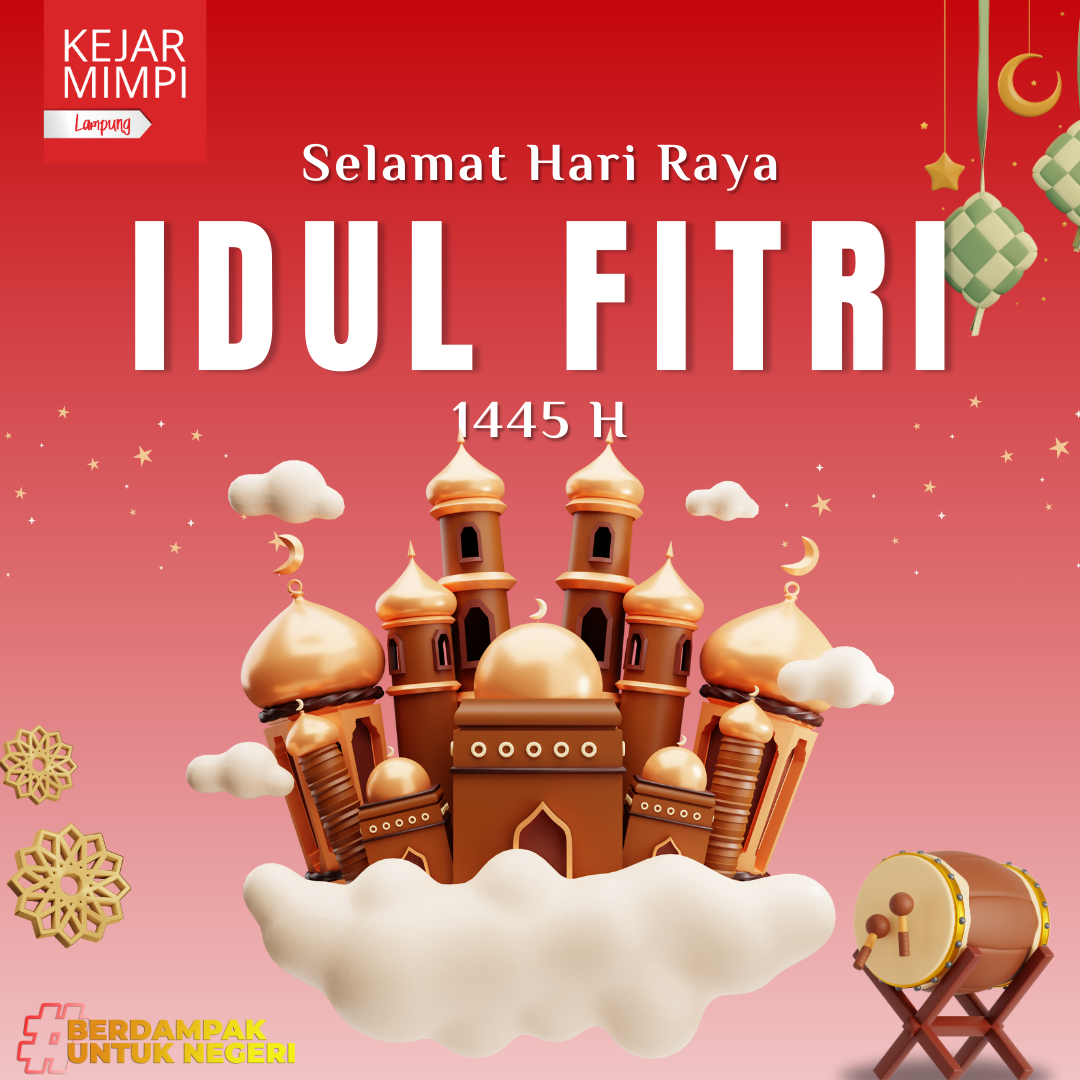 KEJAR
MIMPI
Lampung
Selamat Hari Raya
IDUL FITRI
1445 H
#BERDAMPAK
UNTUK NEGERI